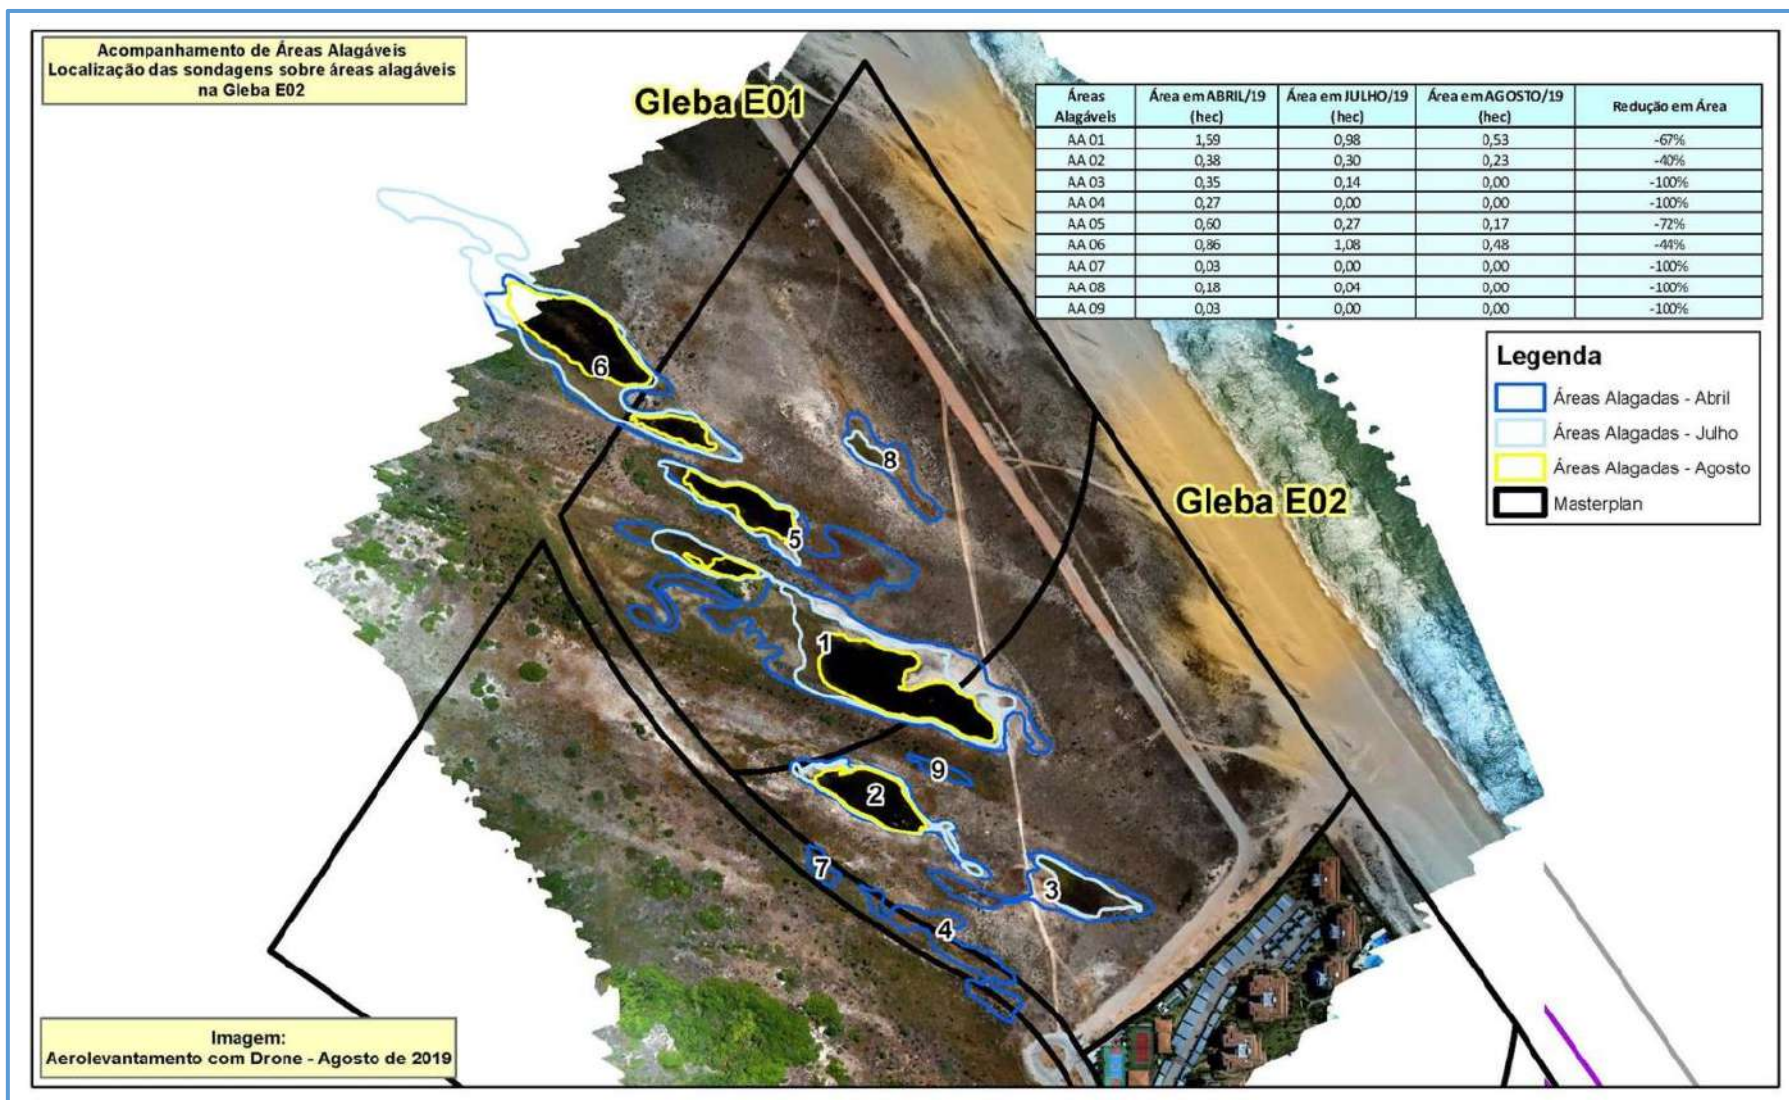 Acompanhamento de Áreas Alagáveis
Localização das sondagens sobre áreas alagáveis
na Gleba E02
Gleba E01
Áreas Alagáveis Área em ABRIL/19 (hec) Área em JULHO/19 (hec) Área em AGOSTO/19 (hec) Redução em Área
AA 01 1,59 0,98 0,53 -67%
AA 02 0,38 0,30 0,23 -40%
AA 03 0,35 0,14 0,00 -100%
AA 04 0,27 0,00 0,00 -100%
AA 05 0,60 0,27 0,17 -72%
AA 06 0,86 1,08 0,48 -44%
AA 07 0,03 0,00 0,00 -100%
AA 08 0,18 0,04 0,00 -100%
AA 09 0,03 0,00 0,00 -100%
Legenda
Áreas Alagadas - Abril
Áreas Alagadas - Julho
Áreas Alagadas - Agosto
Masterplan
6
8
Gleba E02
5
1
9
2
7
3
4
Imagem:
Aerolevantamento com Drone - Agosto de 2019